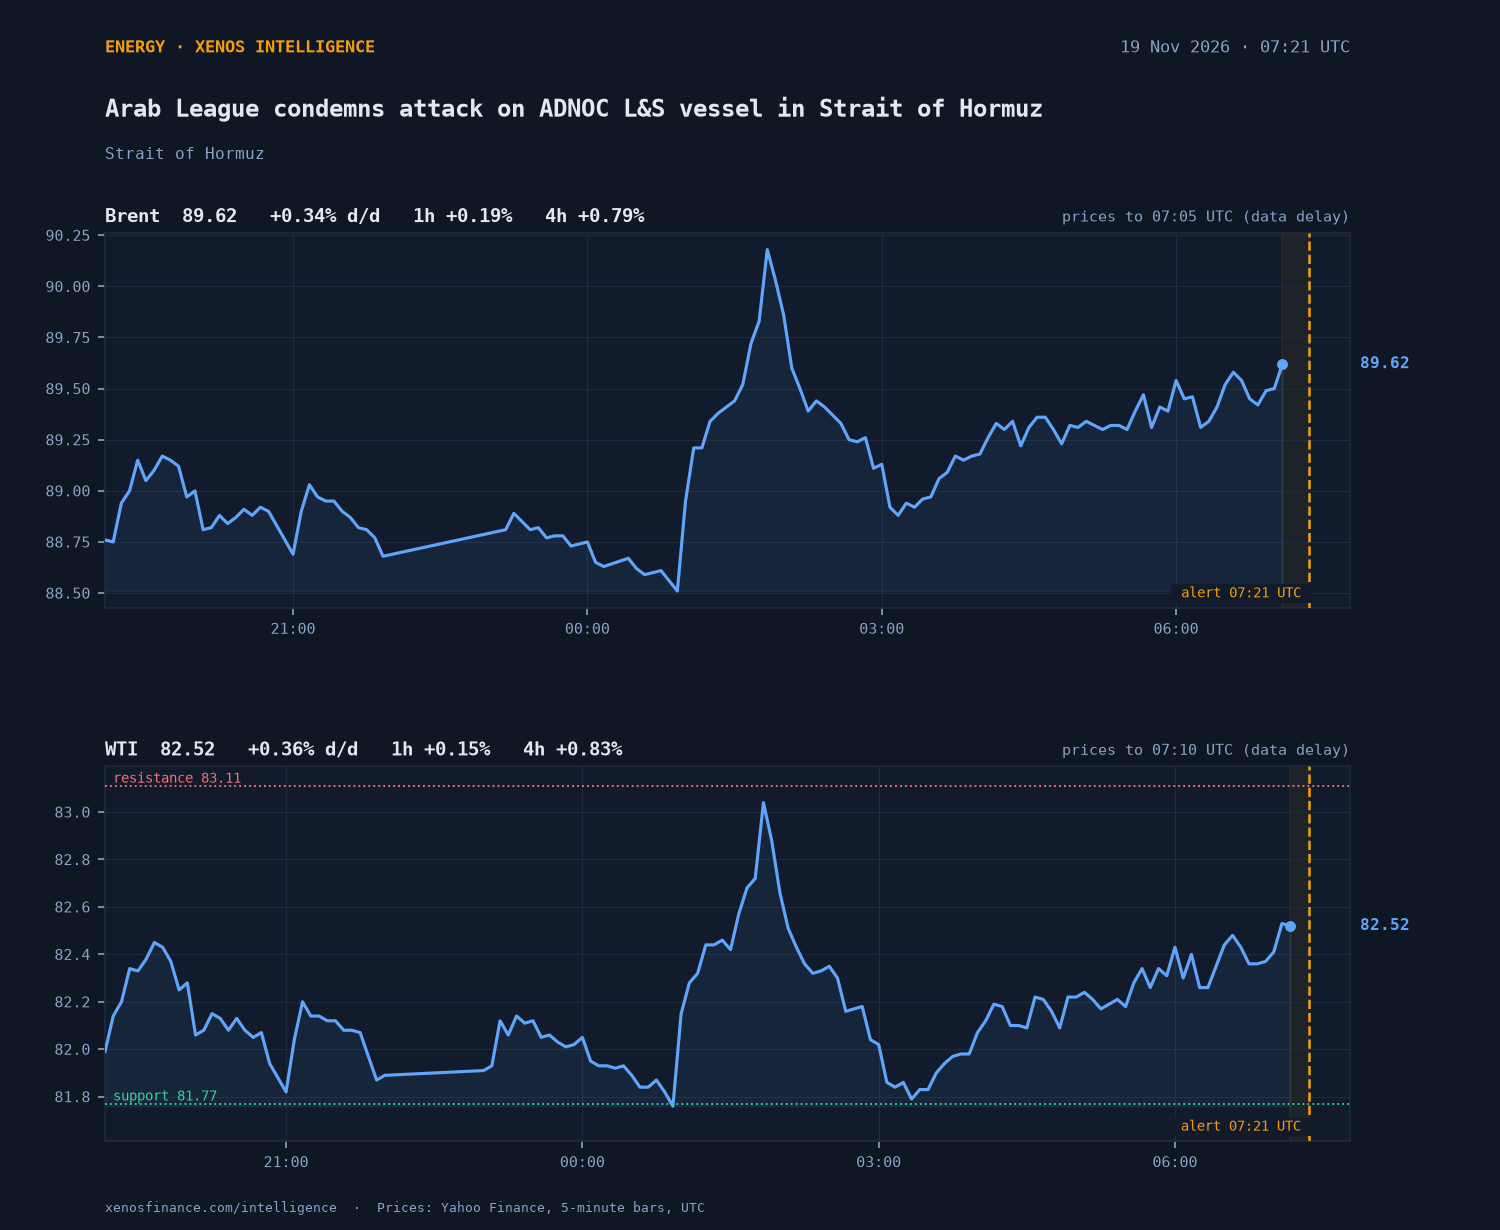 ENERGY · XENOS INTELLIGENCE
19 Nov 2026 · 07:21 UTC
Arab League condemns attack on ADNOC L&S vessel in Strait of Hormuz
Strait of Hormuz
Brent 89.62 +0.34% d/d 1h +0.19% 4h +0.79%
prices to 07:05 UTC (data delay)
90.25
90.00
89.75
89.50
89.25
89.00
88.75
88.50
89.62
alert 07:21 UTC
21:00
00:00
03:00
06:00
WTI 82.52 +0.36% d/d 1h +0.15% 4h +0.83%
prices to 07:10 UTC (data delay)
resistance 83.11
83.0
82.8
82.6
82.4
82.2
82.0
81.8
82.52
support 81.77
alert 07:21 UTC
21:00
00:00
03:00
06:00
xenosfinance.com/intelligence · Prices: Yahoo Finance, 5-minute bars, UTC